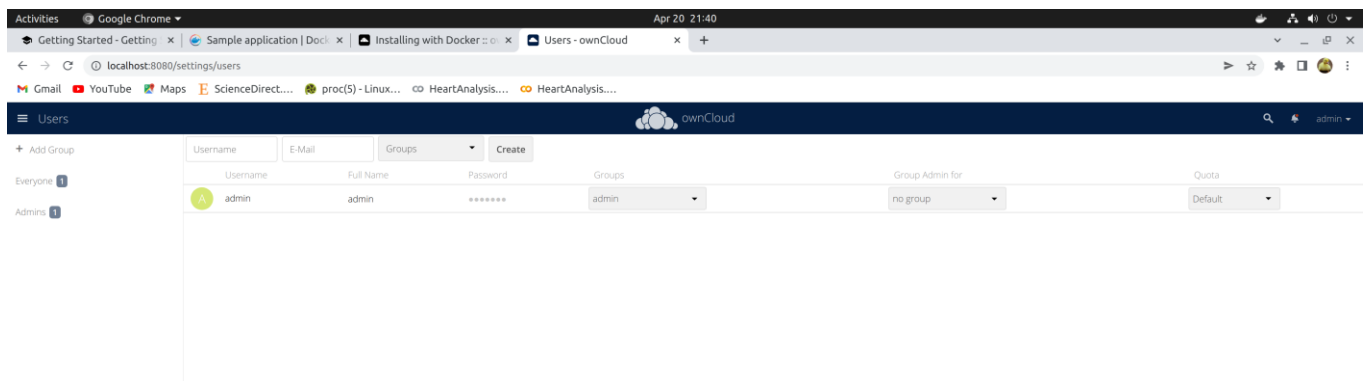 Activities Google Chrome Apr 20 21:40
Getting Started - Getting Sample application | Dock Installing with Docker :: Users - ownCloud
localhost:8080/settings/users
Gmail YouTube Maps ScienceDirect.... proc(5) - Linux... HeartAnalysis.... HeartAnalysis....
Users ownCloud admin
+ Add Group Username E-Mail Groups Create
Username Full Name Password Groups Group Admin for Quota
Everyone 1
A admin admin admin no group Default
Admins 1